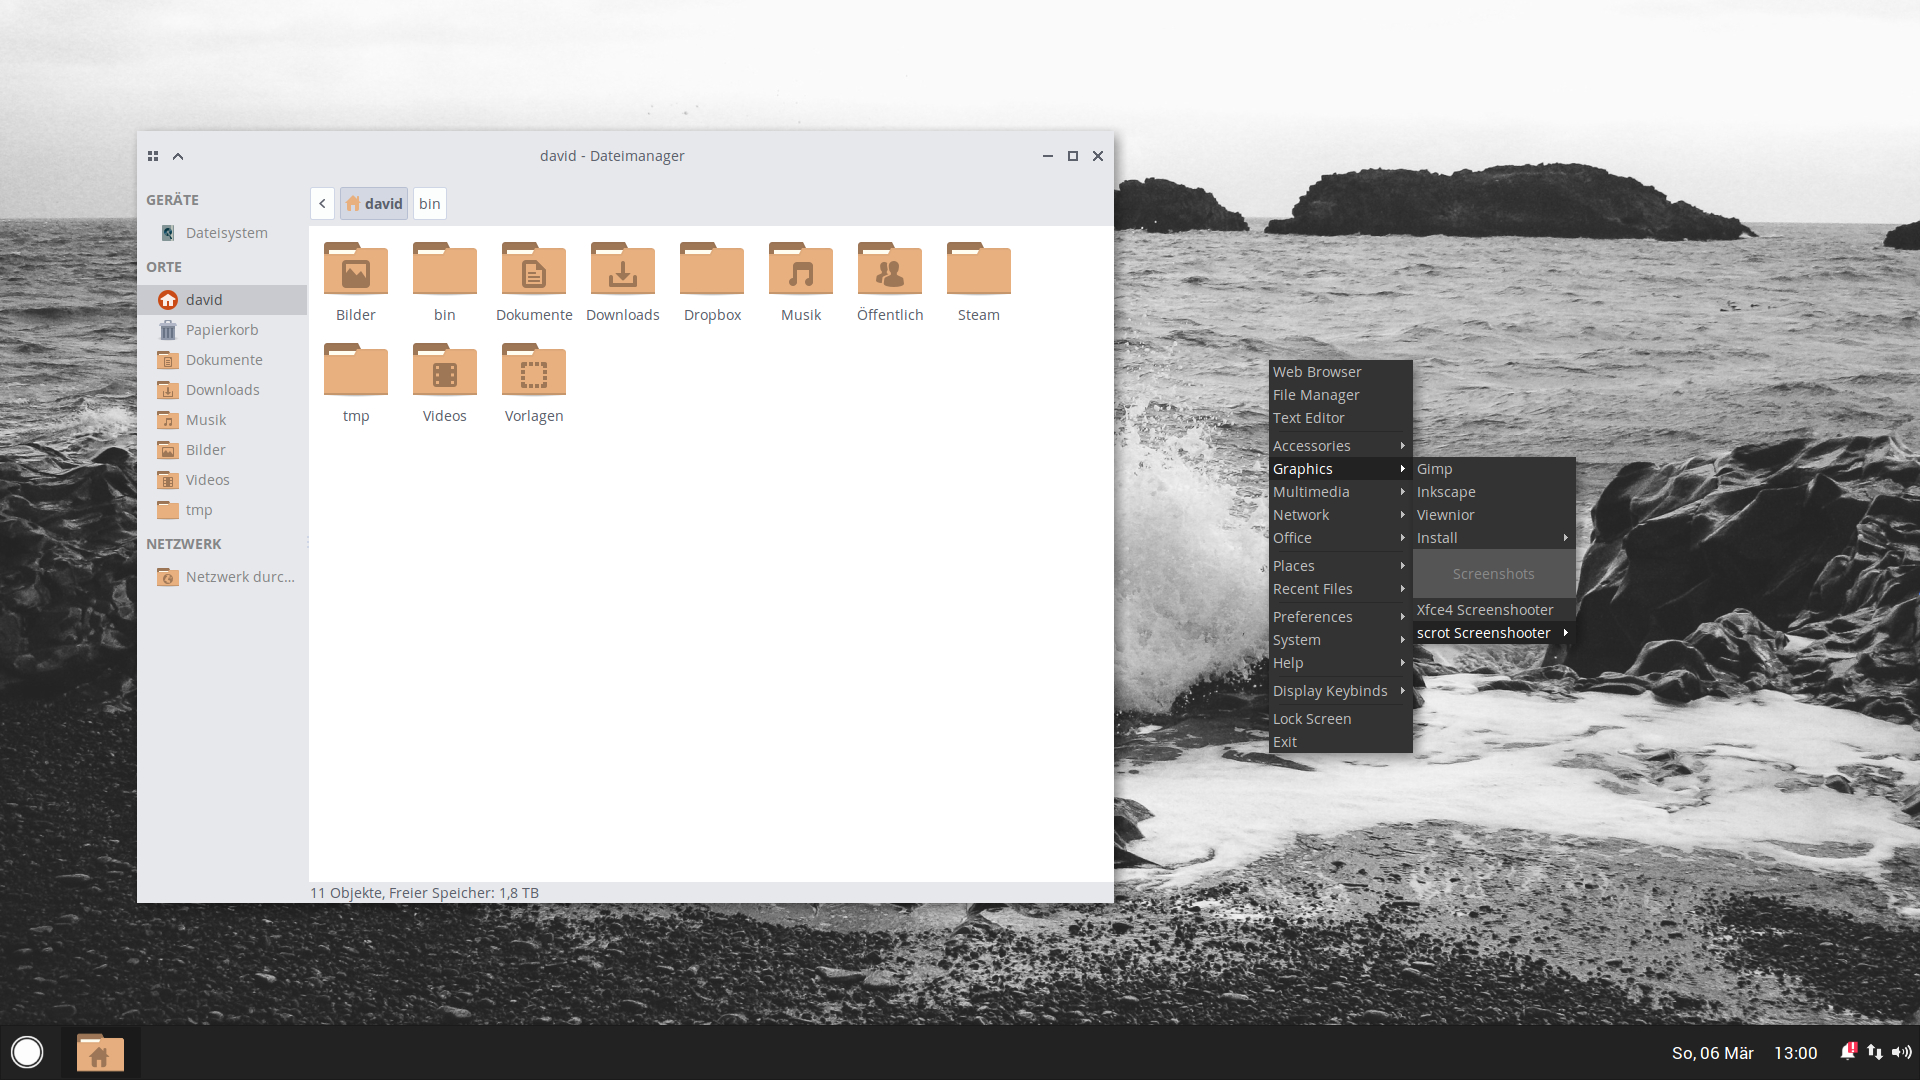 david - Dateimanager
GERÄTE
Dateisystem
ORTE
david
Papierkorb
Dokumente
Downloads
Musik
Bilder
Videos
tmp
NETZWERK
Netzwerk durc...
david bin
Bilder bin Dokumente Downloads Dropbox Musik Öffentlich Steam
tmp Videos Vorlagen
11 Objekte, Freier Speicher: 1,8 TB
Web Browser
File Manager
Text Editor
Accessories
Graphics
Multimedia
Network
Office
Places
Recent Files
Preferences
System
Help
Display Keybinds
Lock Screen
Exit
Gimp
Inkscape
Viewnior
Install
Screenshots
Xfce4 Screenshooter
scrot Screenshooter
So, 06 Mär 13:00